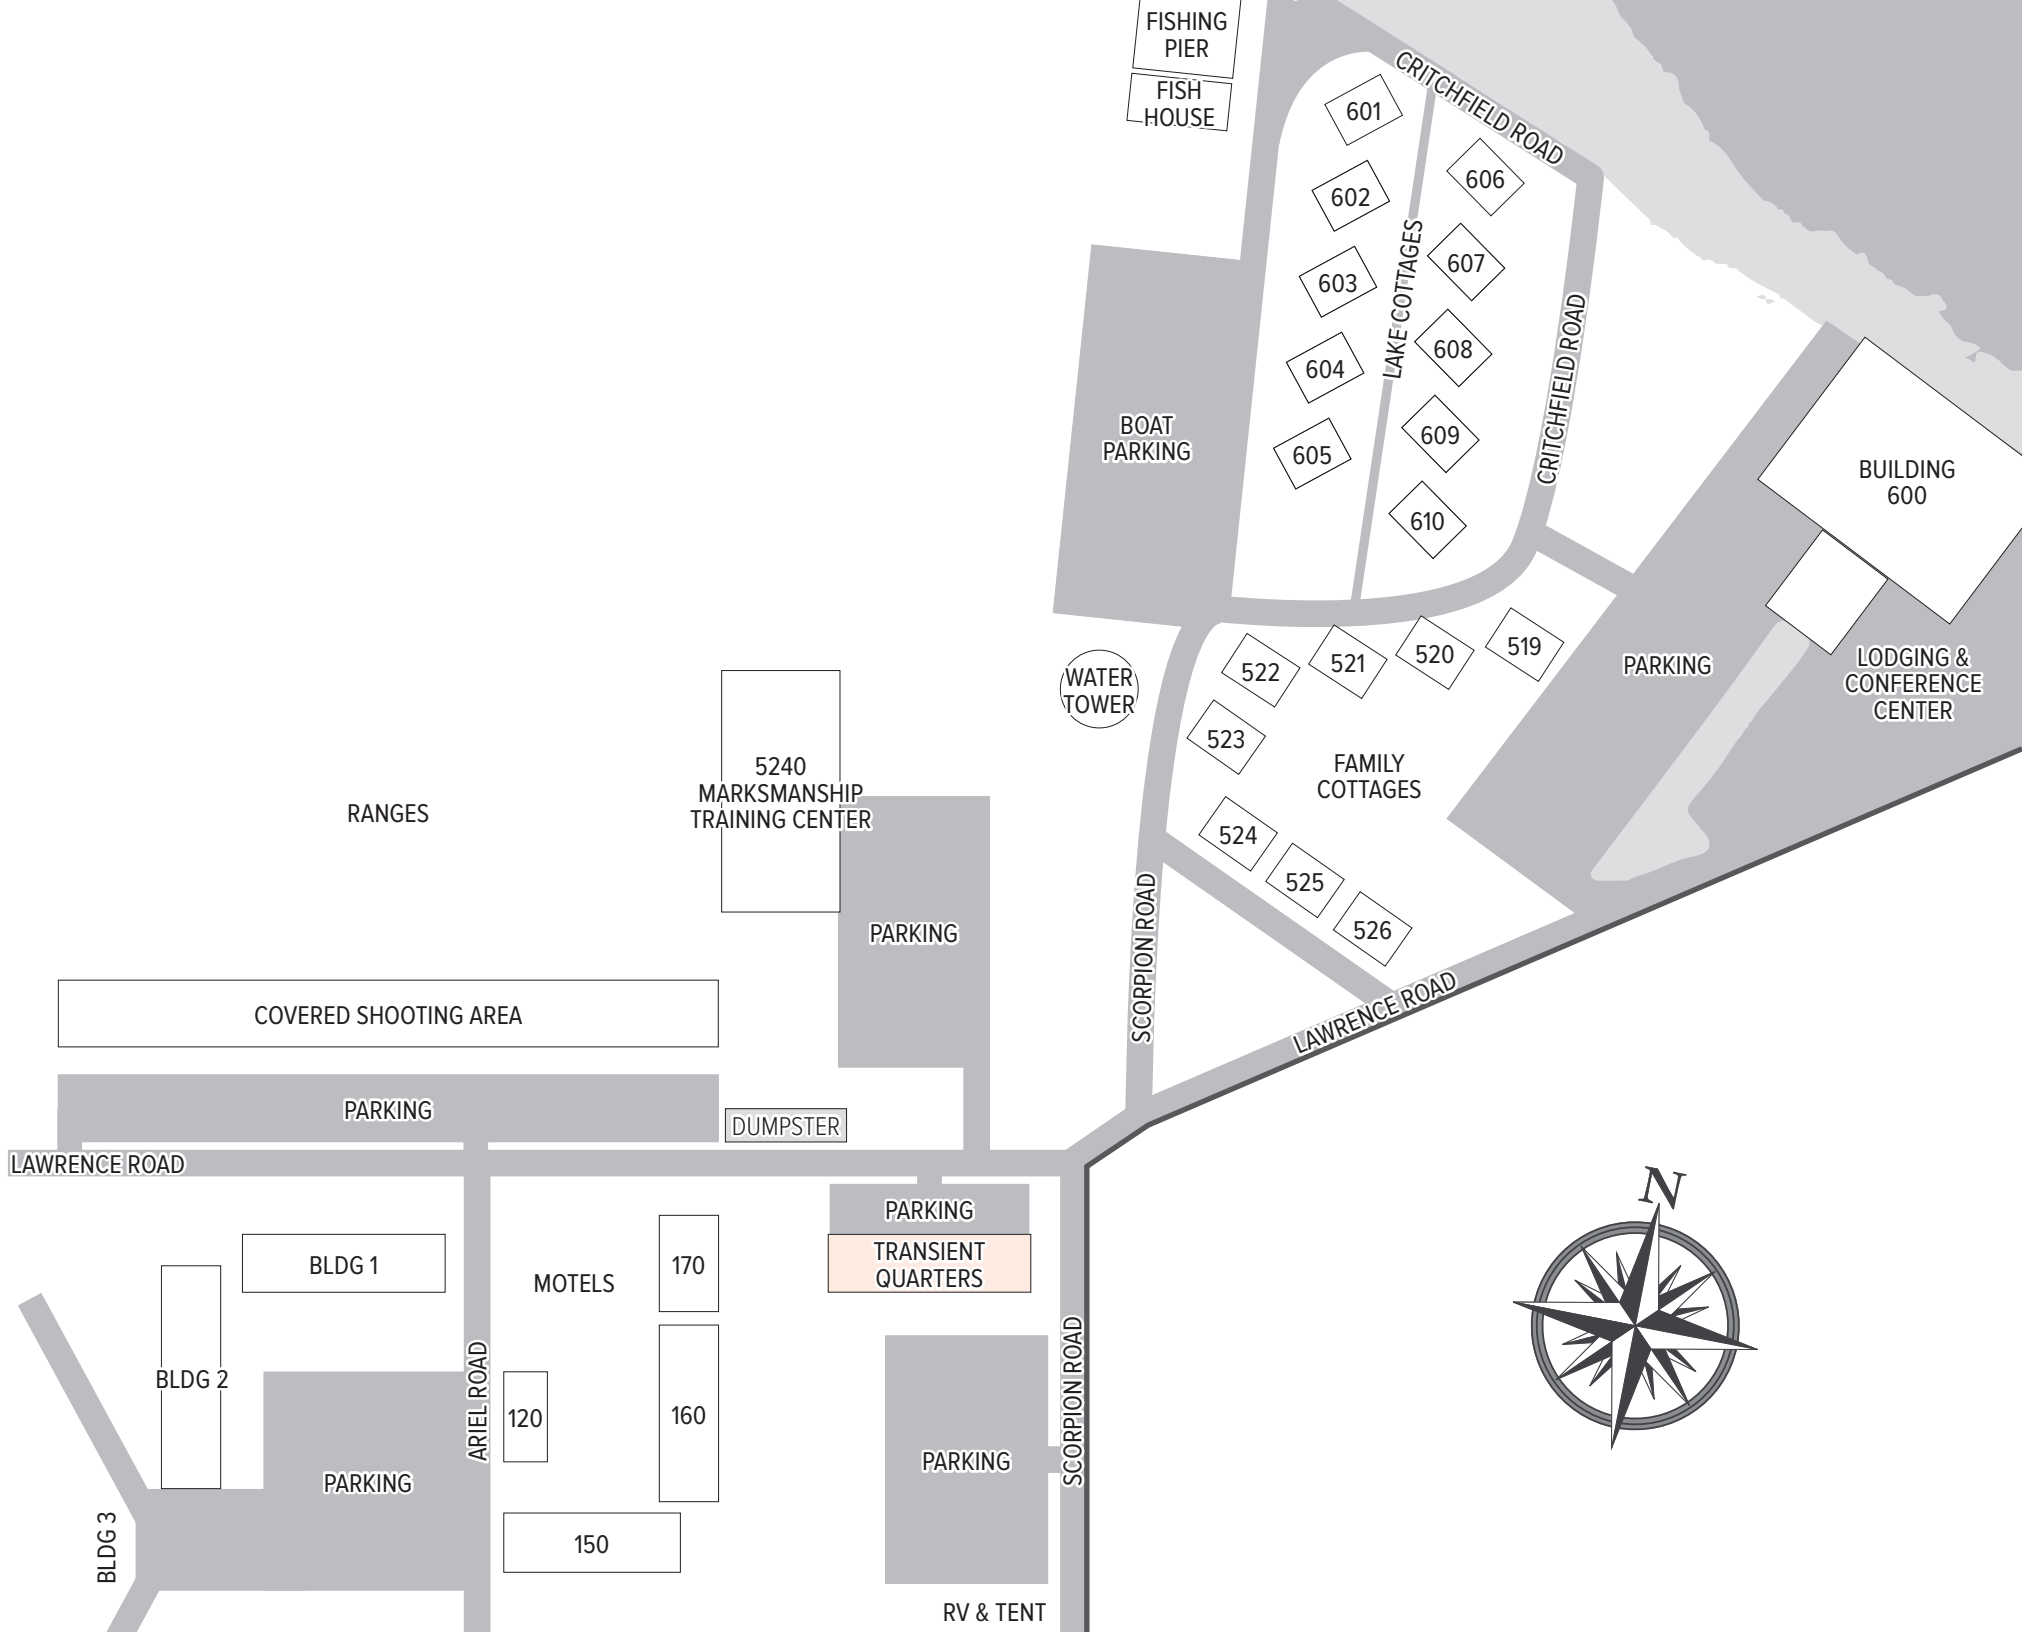 FISHING
PIER
FISH
HOUSE
CRITCHFIELD ROAD
601
602
603
604
605
LAKE COTTAGES
606
607
608
609
610
CRITCHFIELD ROAD
BOAT
PARKING
BUILDING
600
LODGING &
CONFERENCE
CENTER
PARKING
519
520
521
522
523
FAMILY
COTTAGES
524
525
526
WATER
TOWER
5240
MARKSMANSHIP
TRAINING CENTER
RANGES
PARKING
SCORPION ROAD
LAWRENCE ROAD
COVERED SHOOTING AREA
PARKING
DUMPSTER
LAWRENCE ROAD
PARKING
TRANSIENT
QUARTERS
N
BLDG 1
MOTELS
170
BLDG 2
ARIEL ROAD
120
160
PARKING
PARKING
SCORPION ROAD
BLDG 3
150
RV & TENT